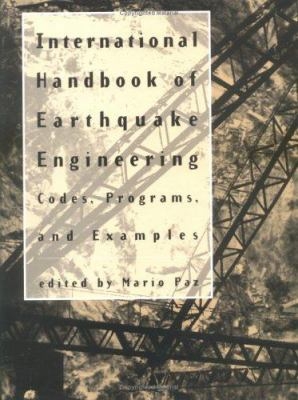 International
Handbook of
Earthquake
Engineering
Codes, Programs,
and Examples
edited by Mario Paz